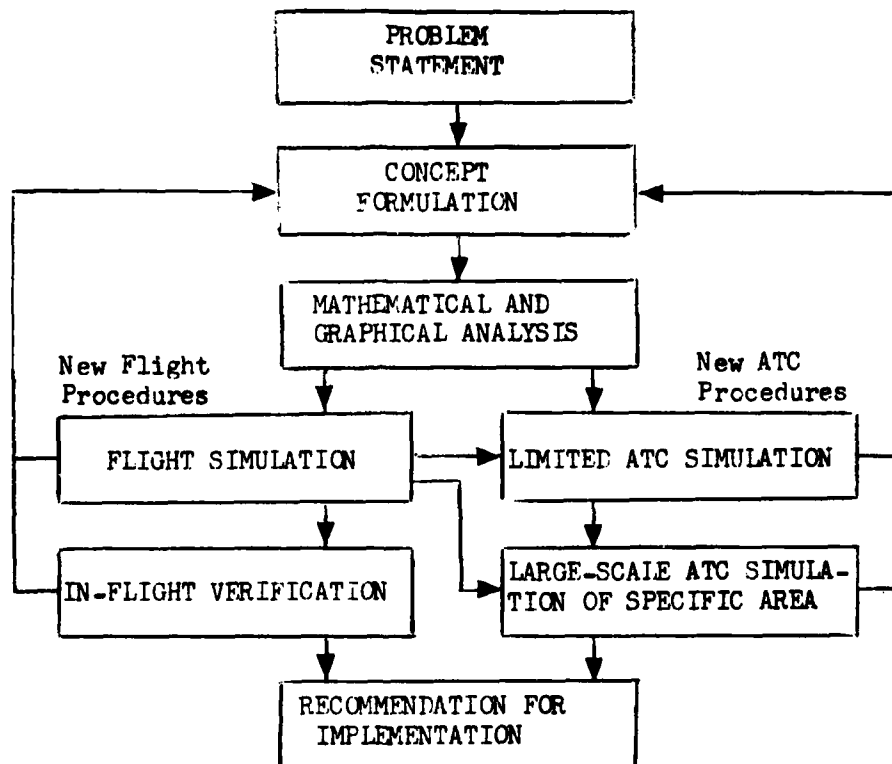 PROBLEM
STATEMENT
CONCEPT
FORMULATION
MATHEMATICAL AND
GRAPHICAL ANALYSIS
New Flight
Procedures
New ATC
Procedures
FLIGHT SIMULATION
LIMITED ATC SIMULATION
IN-FLIGHT VERIFICATION
LARGE-SCALE ATC SIMULA-
TION OF SPECIFIC AREA
RECOMMENDATION FOR
IMPLEMENTATION